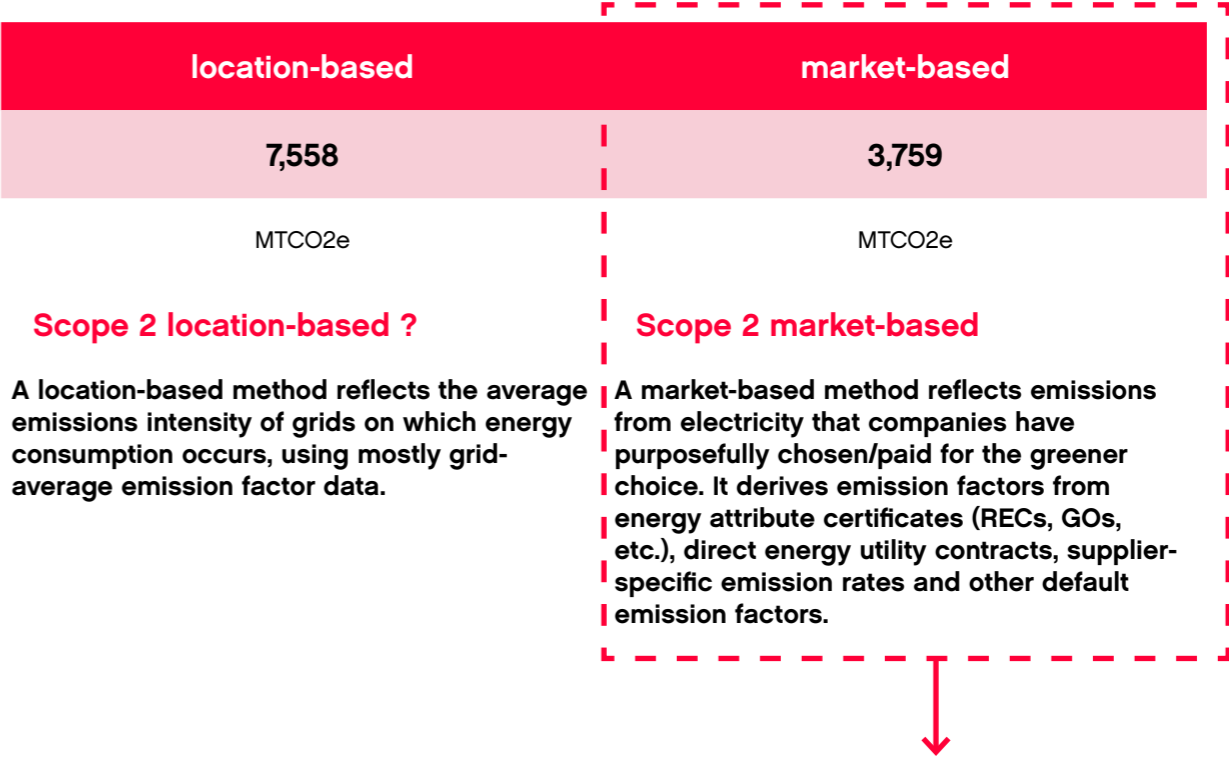 location-based
market-based
7,558
3,759
MTCO2e
MTCO2e
Scope 2 location-based ?
A location-based method reflects the average
emissions intensity of grids on which energy
consumption occurs, using mostly grid-
average emission factor data.
Scope 2 market-based
A market-based method reflects emissions
from electricity that companies have
purposefully chosen/paid for the greener
choice. It derives emission factors from
energy attribute certificates (RECs, GOs,
etc.), direct energy utility contracts, supplier-
specific emission rates and other default
emission factors.